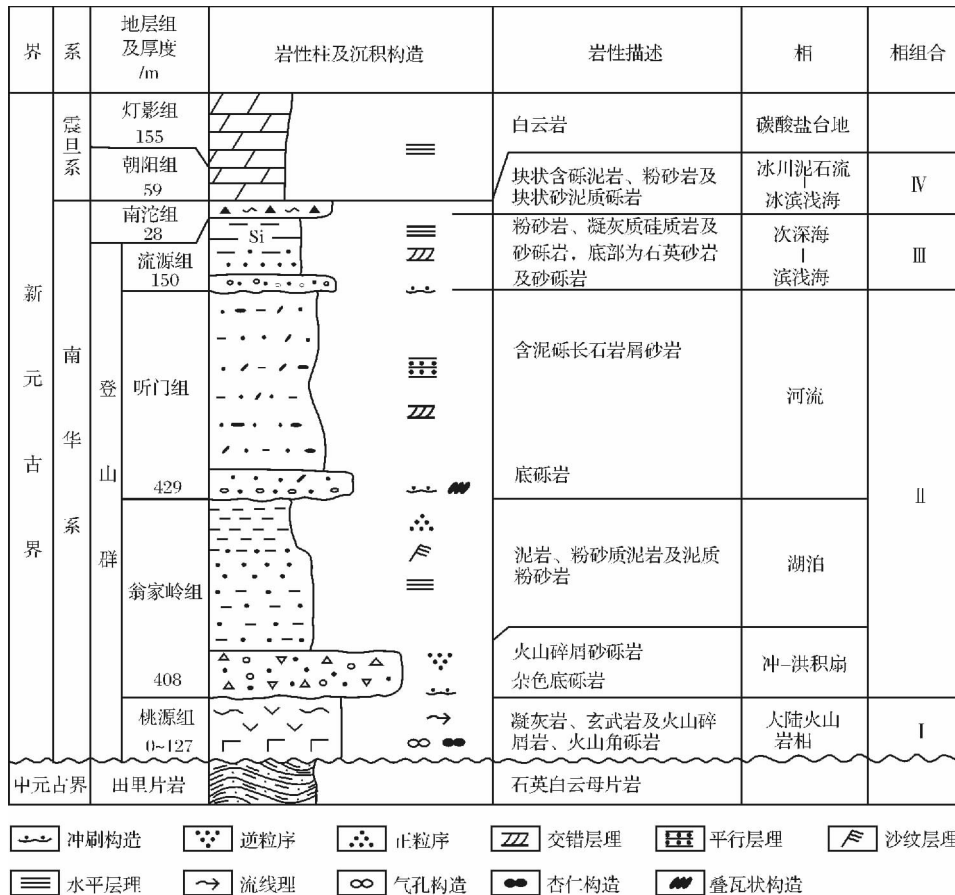 界
系
地层组
及厚度
/m
岩性柱及沉积构造
岩性描述
相
相组合
新元古界
震旦系
灯影组
155
白云岩
碳酸盐台地
朝阳组
59
块状含砾泥岩、粉砂岩及
块状砂泥质砾岩
冰川泥石流
冰滨浅海
Ⅳ
南华系
南沱组
28
Si
粉砂岩、凝灰质硅质岩及
砂砾岩，底部为石英砂岩
及砂砾岩
次深海
滨浅海
Ⅲ
登山群
流源组
150
听门组
429
含泥砾长石岩屑砂岩
底砾岩
河流
Ⅱ
翁家岭组
408
泥岩、粉砂质泥岩及泥质
粉砂岩
湖泊
火山碎屑砂砾岩
杂色底砾岩
冲-洪积扇
桃源组
0~127
凝灰岩、玄武岩及火山碎
屑岩、火山角砾岩
大陆火山
岩相
Ⅰ
中元古界
田里片岩
石英白云母片岩
冲刷构造
逆粒序
正粒序
交错层理
平行层理
沙纹层理
水平层理
流线理
气孔构造
杏仁构造
叠瓦状构造